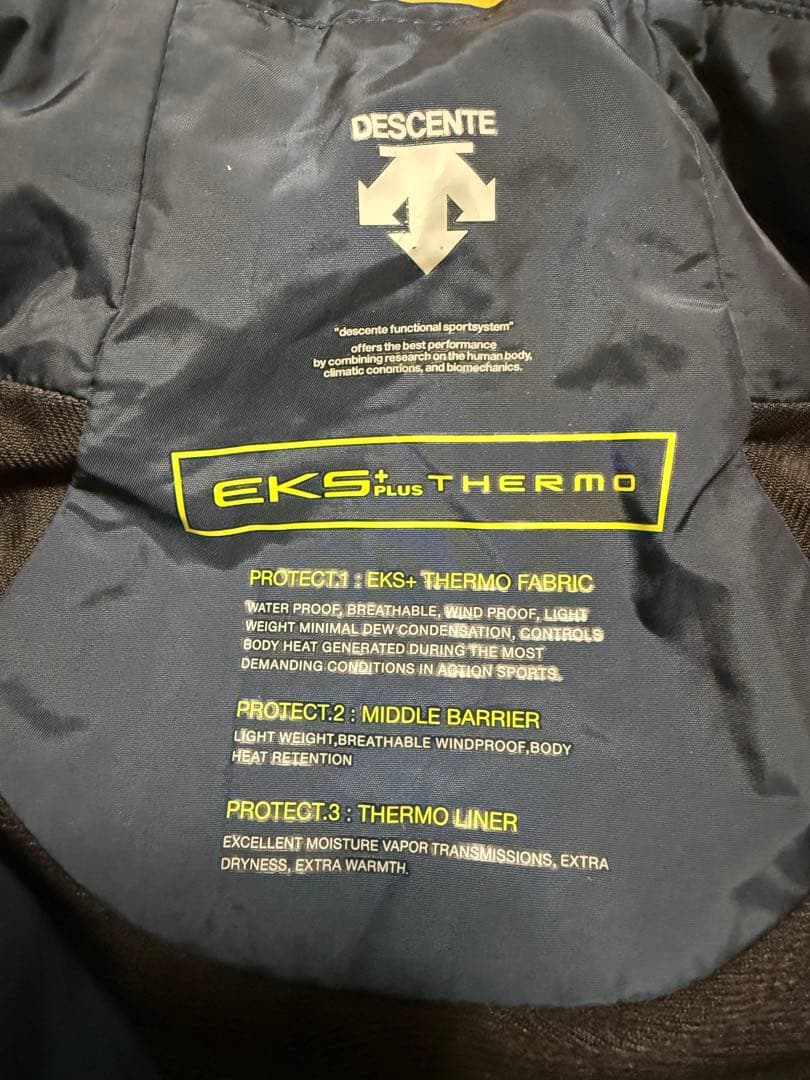 DESCENTE
"descente functional sportsystem"
offers the best performance
by combining research on the human body,
climatic conditions, and biomechanics.
EKS+ PLUS THERMO
PROTECT.1 : EKS+ THERMO FABRIC
WATER PROOF, BREATHABLE, WIND PROOF, LIGHT
WEIGHT MINIMAL DEW CONDENSATION, CONTROLS
BODY HEAT GENERATED DURING THE MOST
DEMANDING CONDITIONS IN ACTION SPORTS.
PROTECT.2 : MIDDLE BARRIER
LIGHT WEIGHT,BREATHABLE WINDPROOF,BODY
HEAT RETENTION
PROTECT.3 : THERMO LINER
EXCELLENT MOISTURE VAPOR TRANSMISSIONS, EXTRA
DRYNESS, EXTRA WARMTH.